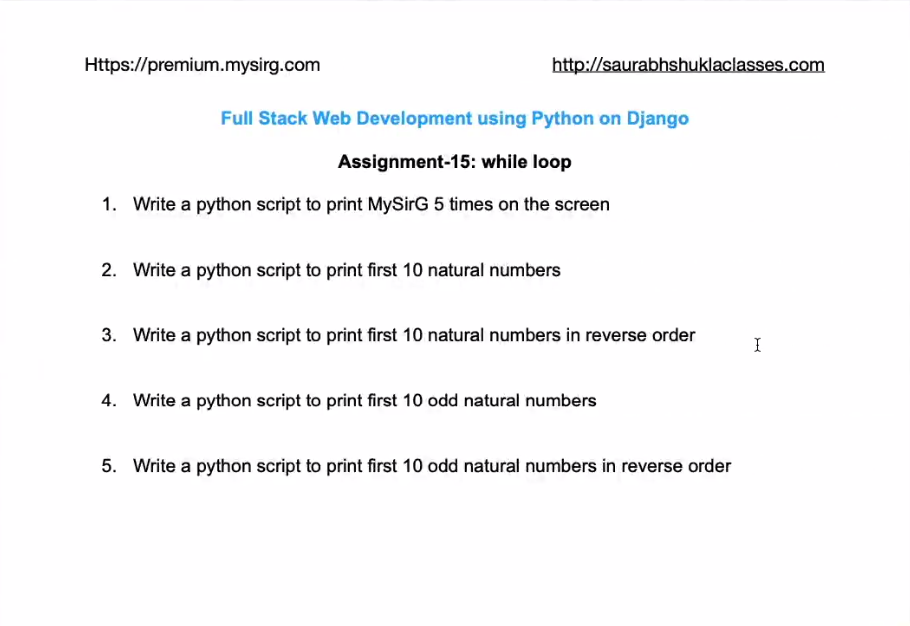 Https://premium.mysirg.com http://saurabhshuklaclasses.com
Full Stack Web Development using Python on Django
Assignment-15: while loop
1. Write a python script to print MySirG 5 times on the screen
2. Write a python script to print first 10 natural numbers
3. Write a python script to print first 10 natural numbers in reverse order
4. Write a python script to print first 10 odd natural numbers
5. Write a python script to print first 10 odd natural numbers in reverse order